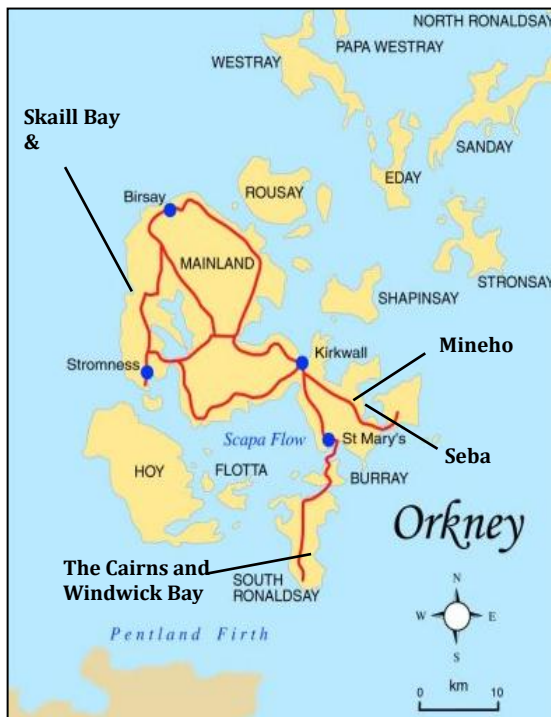 NORTH RONALDSAY
PAPA WESTRAY
WESTRAY
SANDAY
Skaill Bay
&
EDAY
ROUSAY
Birsay
STRONSAY
MAINLAND
SHAPINSAY
Kirkwall
Mineho
Stromness
St Mary's
Scapa Flow
Seba
HOY
FLOTTA
BURRAY
Orkney
The Cairns and
Windwick Bay
SOUTH
RONALDSAY
N
W
E
S
Pentland Firth
km
0
10